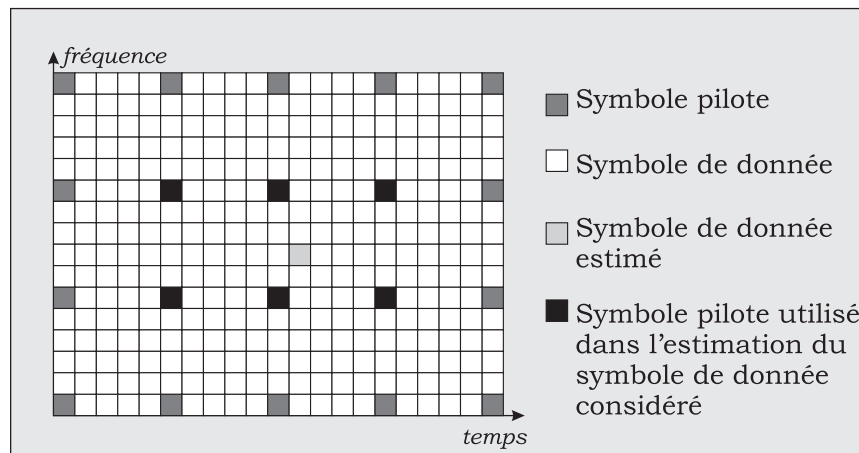 fréquence
Symbole pilote
Symbole de donnée
Symbole de donnée
estimé
Symbole pilote utilisé
dans l'estimation du
symbole de donnée
considéré
temps